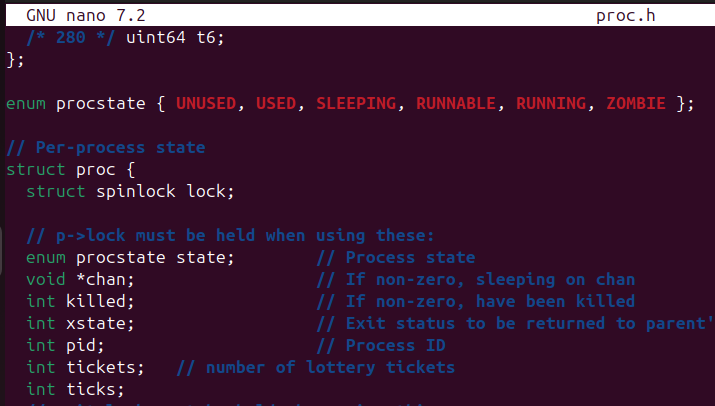 GNU nano 7.2 proc.h
/* 280 */ uint64 t6;
};
enum procstate { UNUSED, USED, SLEEPING, RUNNABLE, RUNNING, ZOMBIE };
// Per-process state
struct proc {
struct spinlock lock;
// p->lock must be held when using these:
enum procstate state; // Process state
void *chan; // If non-zero, sleeping on chan
int killed; // If non-zero, have been killed
int xstate; // Exit status to be returned to parent'
int pid; // Process ID
int tickets; // number of lottery tickets
int ticks;